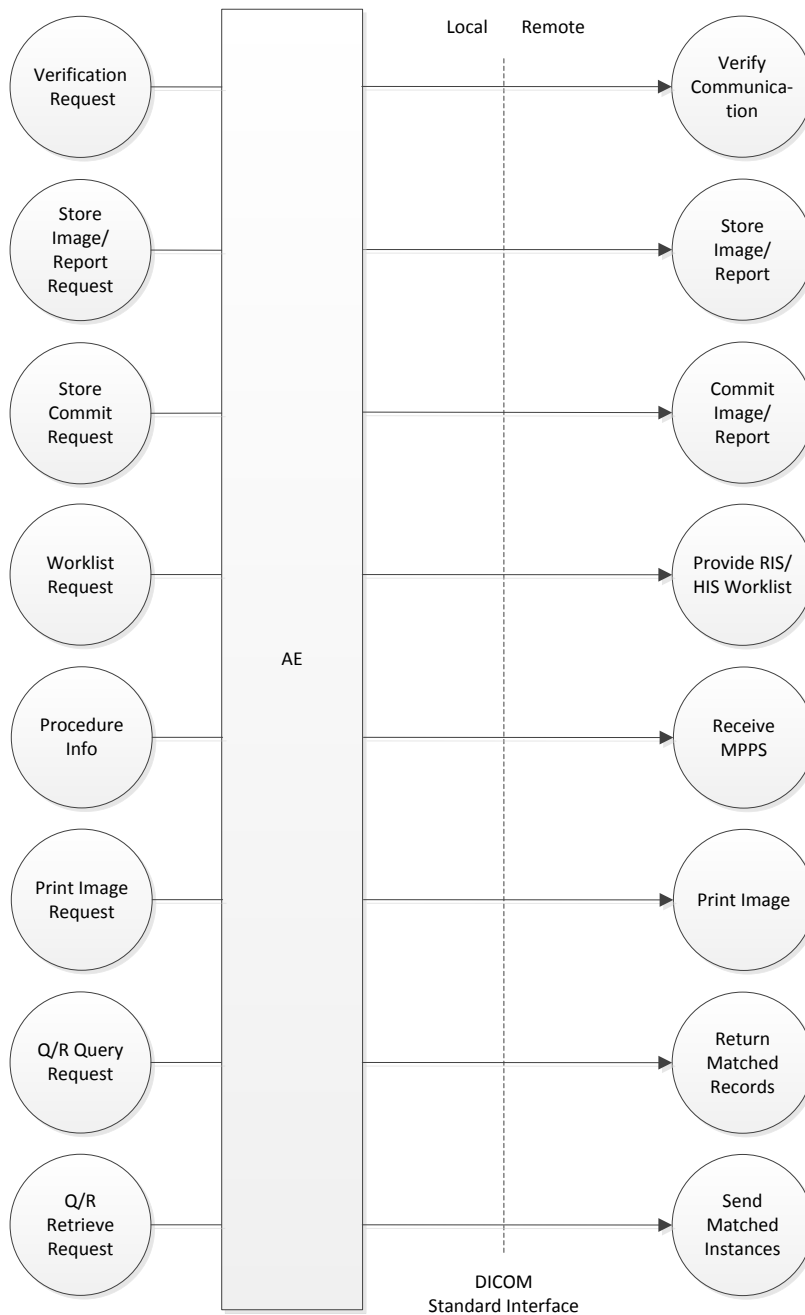 Local
Remote
Verification
Request
Verify
Communica-
tion
Store
Image/
Report
Request
Store
Image/
Report
Store
Commit
Request
Commit
Image/
Report
Worklist
Request
Provide RIS/
HIS Worklist
AE
Procedure
Info
Receive
MPPS
Print Image
Request
Print Image
Q/R Query
Request
Return
Matched
Records
Q/R
Retrieve
Request
Send
Matched
Instances
DICOM
Standard Interface